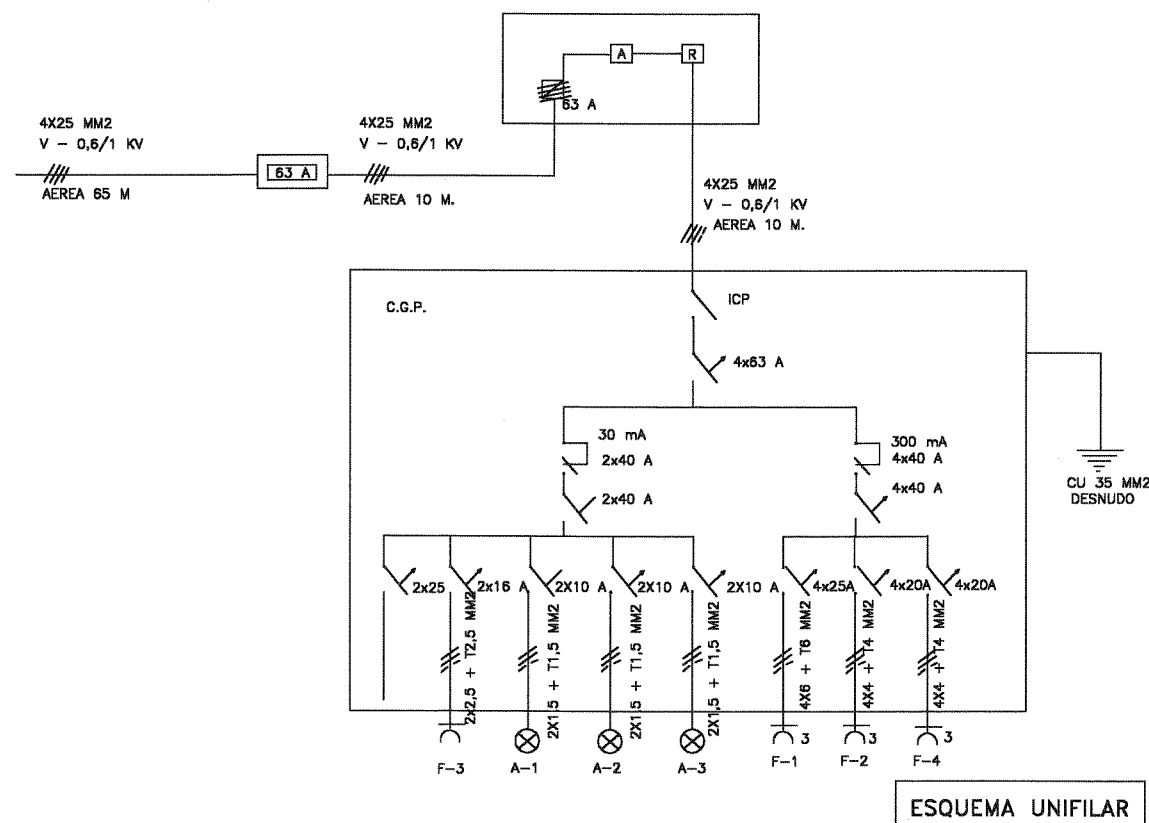 A
R
63 A
4X25 MM2
V - 0,6/1 KV
AEREA 65 M
63 A
4X25 MM2
V - 0,6/1 KV
AEREA 10 M.
4X25 MM2
V - 0,6/1 KV
AEREA 10 M.
C.G.P.
ICP
4x63 A
30 mA
2x40 A
2x40 A
300 mA
4x40 A
4x40 A
CU 35 MM2
DESNUDO
2x25
2x16 A
2X10 A
2X10 A
2X10 A
4x25A
4x20A
4x20A
2x2,5 + T2,5 MM2
2X1,5 + T1,5 MM2
2X1,5 + T1,5 MM2
2X1,5 + T1,5 MM2
4X6 + T6 MM2
4X4 + T4 MM2
4X4 + T4 MM2
3
3
3
F-3
A-1
A-2
A-3
F-1
F-2
F-4
ESQUEMA UNIFILAR